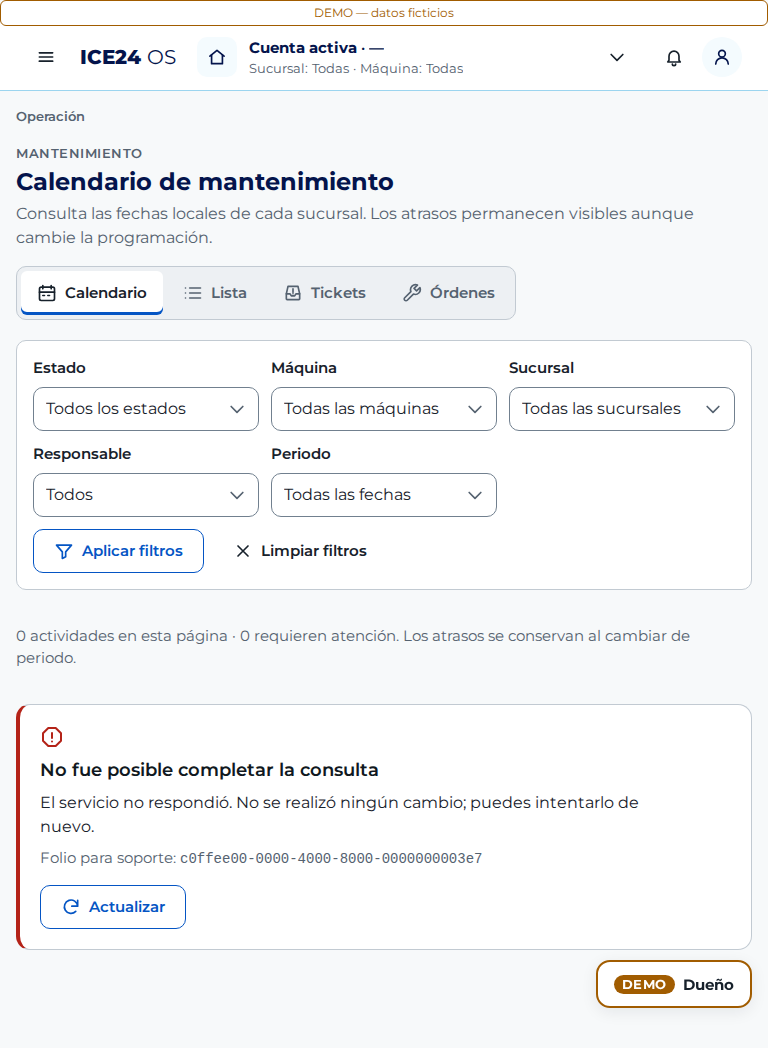 DEMO — datos ficticios
ICE24 OS
Cuenta activa · —
Sucursal: Todas · Máquina: Todas
Operación
MANTENIMIENTO
Calendario de mantenimiento
Consulta las fechas locales de cada sucursal. Los atrasos permanecen visibles aunque
cambie la programación.
Calendario Lista Tickets Órdenes
Estado Máquina Sucursal
Todos los estados Todas las máquinas Todas las sucursales
Responsable Periodo
Todos Todas las fechas
Aplicar filtros Limpiar filtros
0 actividades en esta página · 0 requieren atención. Los atrasos se conservan al cambiar de
periodo.
No fue posible completar la consulta
El servicio no respondió. No se realizó ningún cambio; puedes intentarlo de
nuevo.
Folio para soporte: c0ffee00-0000-4000-8000-0000000003e7
Actualizar
DEMO Dueño